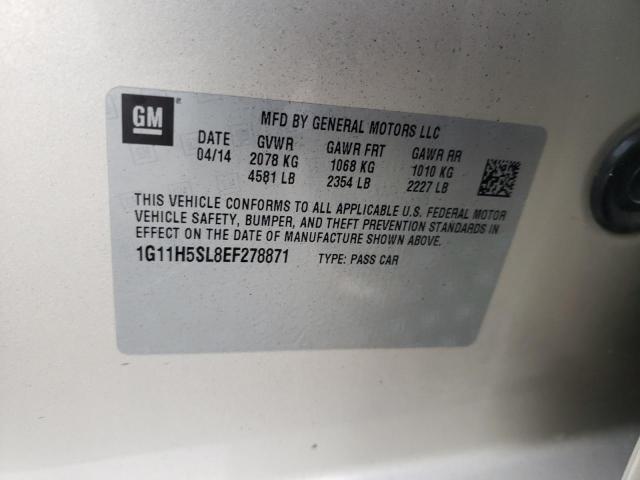 GM
MFD BY GENERAL MOTORS LLC
DATE GVWR GAWR FRT GAWR RR
04/14 2078 KG 1068 KG 1010 KG
4581 LB 2354 LB 2227 LB
THIS VEHICLE CONFORMS TO ALL APPLICABLE U.S. FEDERAL MOTOR
VEHICLE SAFETY, BUMPER, AND THEFT PREVENTION STANDARDS IN
EFFECT ON THE DATE OF MANUFACTURE SHOWN ABOVE.
1G11H5SL8EF278871 TYPE: PASS CAR